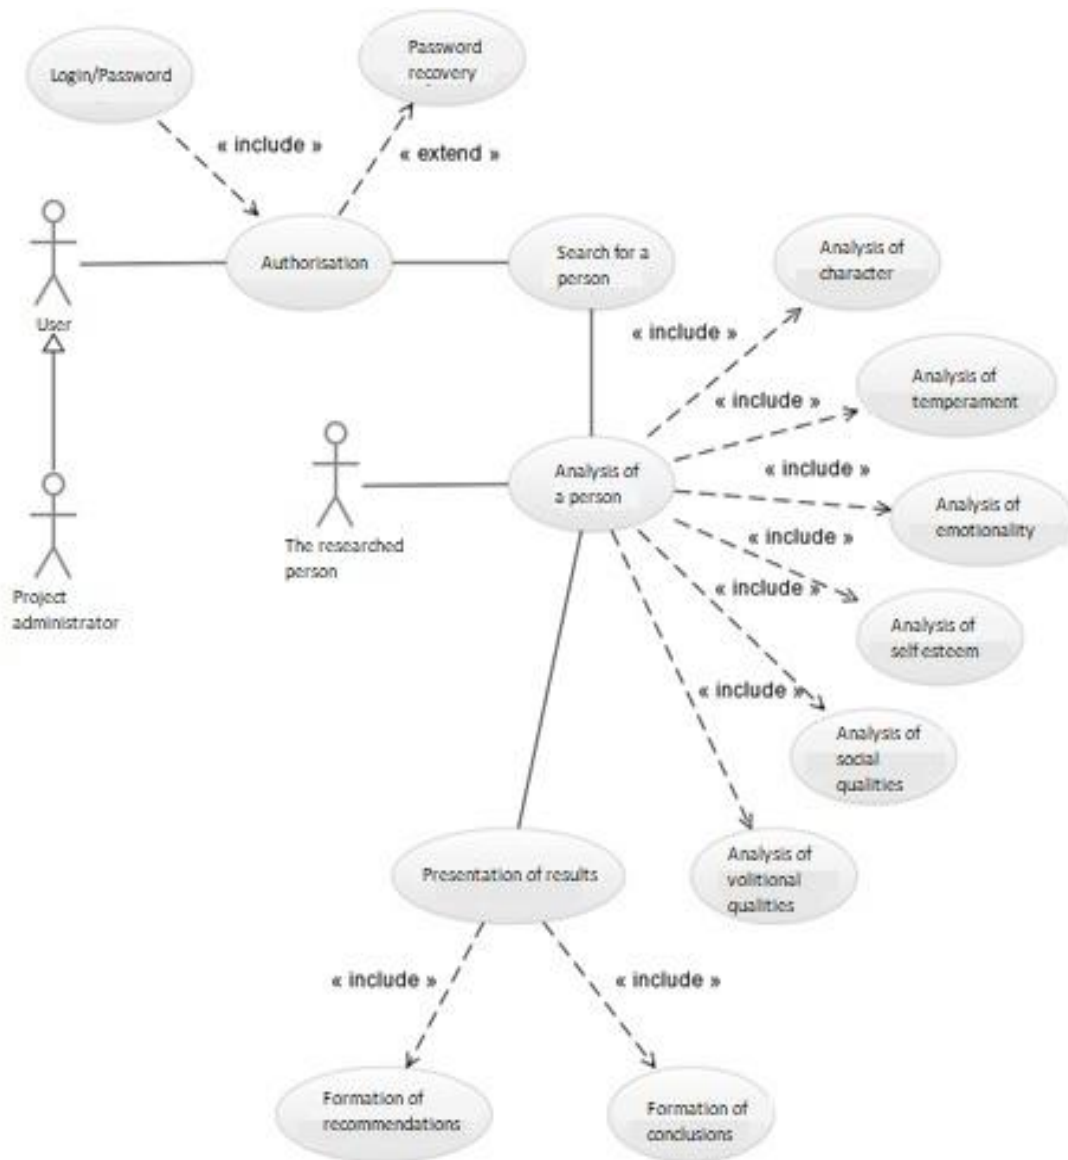 Login/Password
Password
recovery
« include »
« extend »
User
Authorisation
Search for a
person
Analysis of
character
« include »
Analysis of
temperament
« include »
The researched
person
Analysis of
a person
« include »
Analysis of
emotionality
Project
administrator
« include »
« include »
Analysis of
self esteem
« include »
Analysis of
social
qualities
Presentation of results
Analysis of
volitional
qualities
« include »
« include »
Formation of
recommendations
Formation of
conclusions